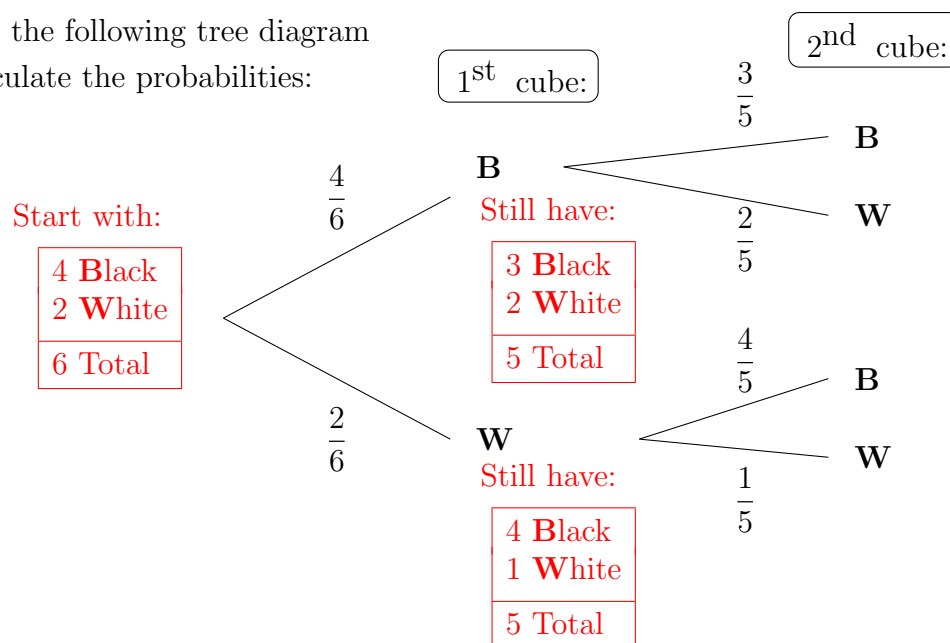 the following tree diagram
culate the probabilities:
1st cube:
2nd cube:
Start with:
4 Black
2 White
6 Total
4/6
2/6
B
Still have:
3 Black
2 White
5 Total
W
Still have:
4 Black
1 White
5 Total
3/5
B
2/5
W
4/5
B
1/5
W